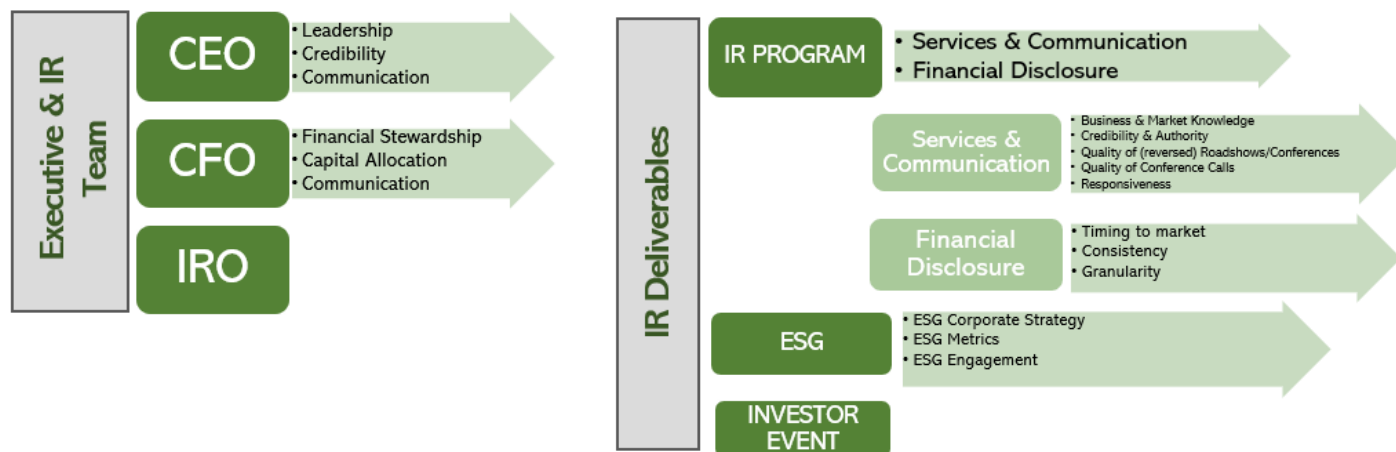 Executive & IR
Team
CEO
• Leadership
• Credibility
• Communication
CFO
• Financial Stewardship
• Capital Allocation
• Communication
IRO
IR Deliverables
IR PROGRAM
• Services & Communication
• Financial Disclosure
Services &
Communication
• Business & Market Knowledge
• Credibility & Authority
• Quality of (reversed) Roadshows/Conferences
• Quality of Conference Calls
• Responsiveness
Financial
Disclosure
• Timing to market
• Consistency
• Granularity
ESG
• ESG Corporate Strategy
• ESG Metrics
• ESG Engagement
INVESTOR
EVENT